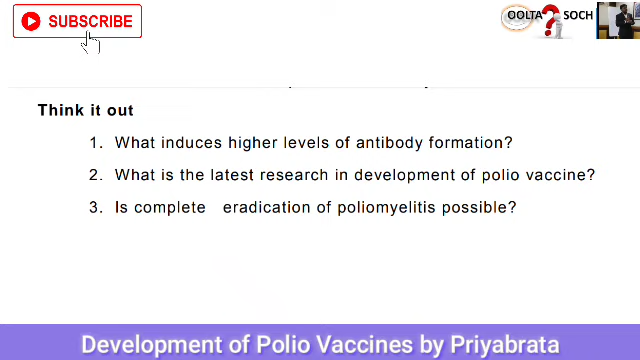 SUBSCRIBE
OOLTA ? SOCH
Think it out
1. What induces higher levels of antibody formation?
2. What is the latest research in development of polio vaccine?
3. Is complete eradication of poliomyelitis possible?
Development of Polio Vaccines by Priyabrata